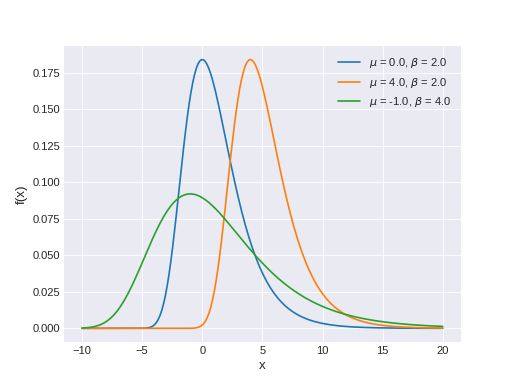 μ = 0.0, β = 2.0
μ = 4.0, β = 2.0
μ = -1.0, β = 4.0
0.175
0.150
0.125
0.100
0.075
0.050
0.025
0.000
f(x)
−10 −5 0 5 10 15 20
x